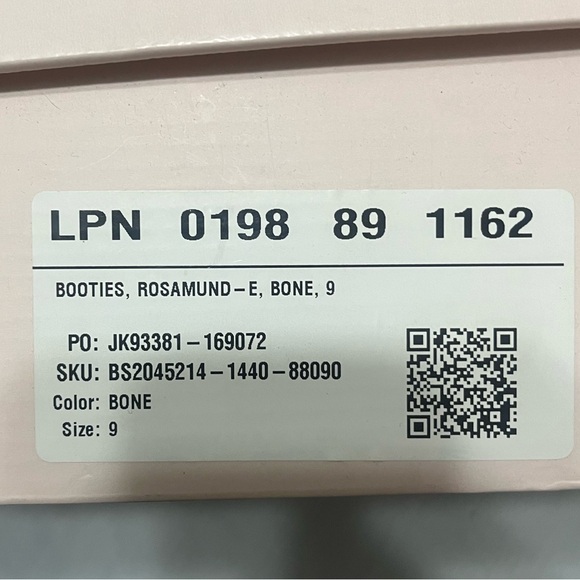 LPN 0198 89 1162
BOOTIES, ROSAMUND-E, BONE, 9
PO: JK93381-169072
SKU: BS2045214-1440-88090
Color: BONE
Size: 9